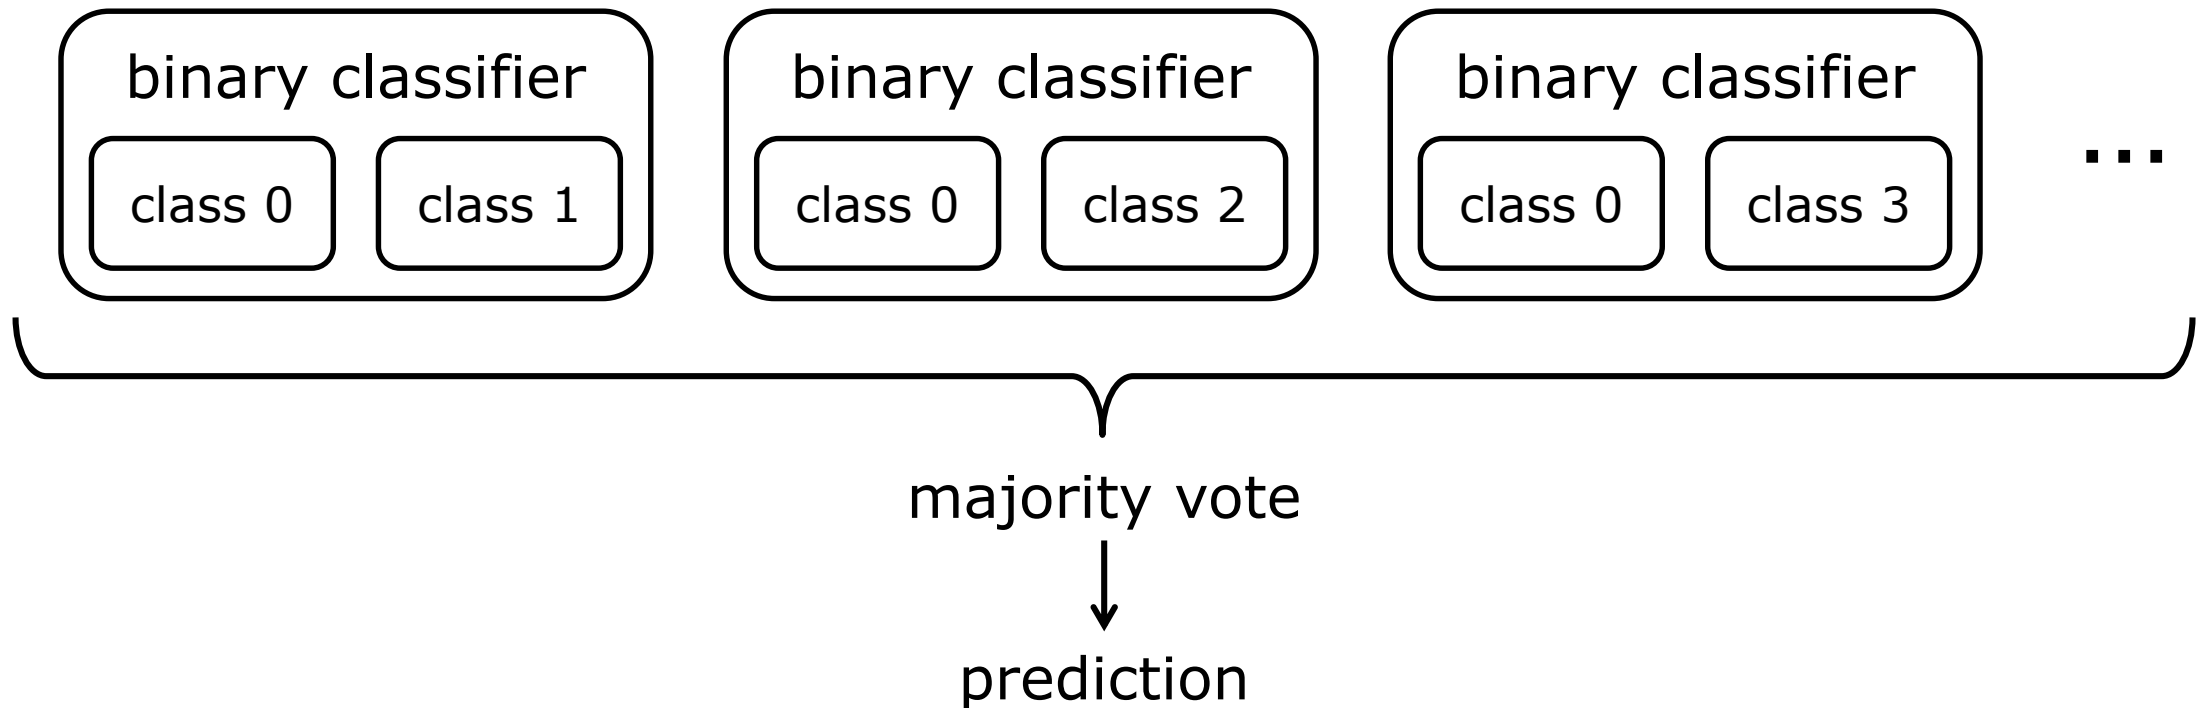 binary classifier
class 0
class 1
binary classifier
class 0
class 2
binary classifier
class 0
class 3
...
majority vote
prediction